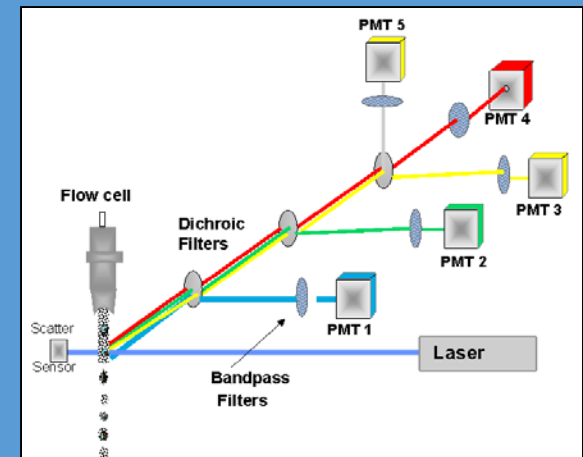 PMT 5
PMT 4
Flow cell
PMT 3
Dichroic
Filters
PMT 2
Scatter
PMT 1
Sensor
Laser
Bandpass
Filters